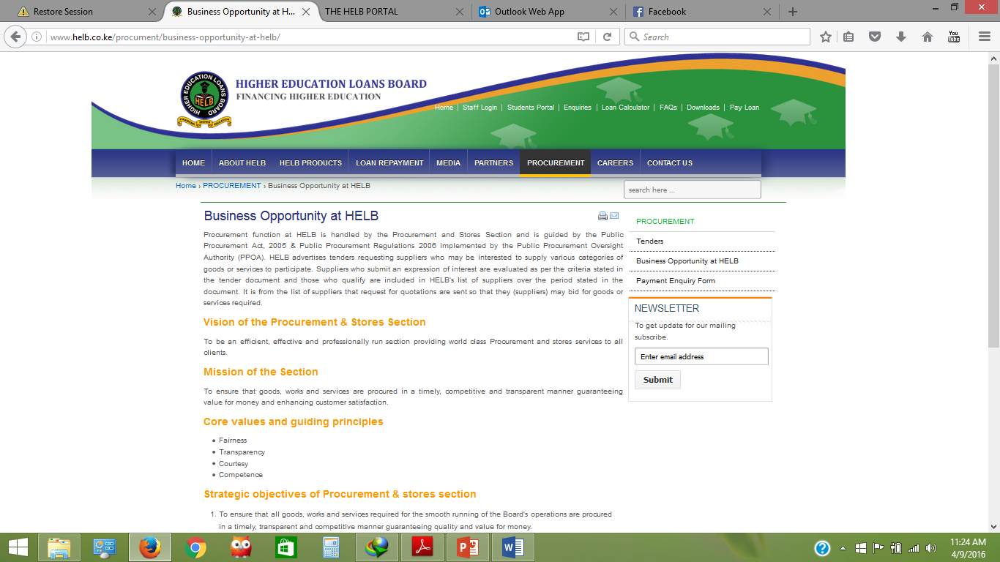 Restore Session
Business Opportunity at H...
THE HELB PORTAL
Outlook Web App
Facebook
www.helb.co.ke/procument/business-opportunity-at-helb/
Search
You Tube
HIGHER EDUCATION LOANS BOARD
HELB
FINANCING HIGHER EDUCATION
HIGHER EDUCATION LOANS BOARD
FINANCING HIGHER EDUCATION
Home | Staff Login | Students Portal | Enquiries | Loan Calculator | FAQs | Downloads | Pay Loan
HOME ABOUT HELB HELB PRODUCTS LOAN REPAYMENT MEDIA PARTNERS PROCUREMENT CAREERS CONTACT US
Home › PROCUREMENT › Business Opportunity at HELB
search here ...
Business Opportunity at HELB
Procurement function at HELB is handled by the Procurement and Stores Section and is guided by the Public
Procurement Act, 2005 & Public Procurement Regulations 2006 implemented by the Public Procurement Oversight
Authority (PPOA). HELB advertises tenders requesting suppliers who may be interested to supply various categories of
goods or services to participate. Suppliers who submit an expression of interest are evaluated as per the criteria stated in
the tender document and those who qualify are included in HELB's list of suppliers over the period stated in the
document. It is from the list of suppliers that request for quotations are sent so that they (suppliers) may bid for goods or
services required.
Vision of the Procurement & Stores Section
To be an efficient, effective and professionally run section providing world class Procurement and stores services to all
clients.
Mission of the Section
To ensure that goods, works and services are procured in a timely, competitive and transparent manner guaranteeing
value for money and enhancing customer satisfaction.
Core values and guiding principles
Fairness
Transparency
Courtesy
Competence
Strategic objectives of Procurement & stores section
1. To ensure that all goods, works and services required for the smooth running of the Board's operations are procured
in a timely, transparent and competitive manner guaranteeing quality and value for money.
PROCUREMENT
Tenders
Business Opportunity at HELB
Payment Enquiry Form
NEWSLETTER
To get update for our mailing
subscribe.
Enter email address
Submit
11:24 AM
4/9/2016